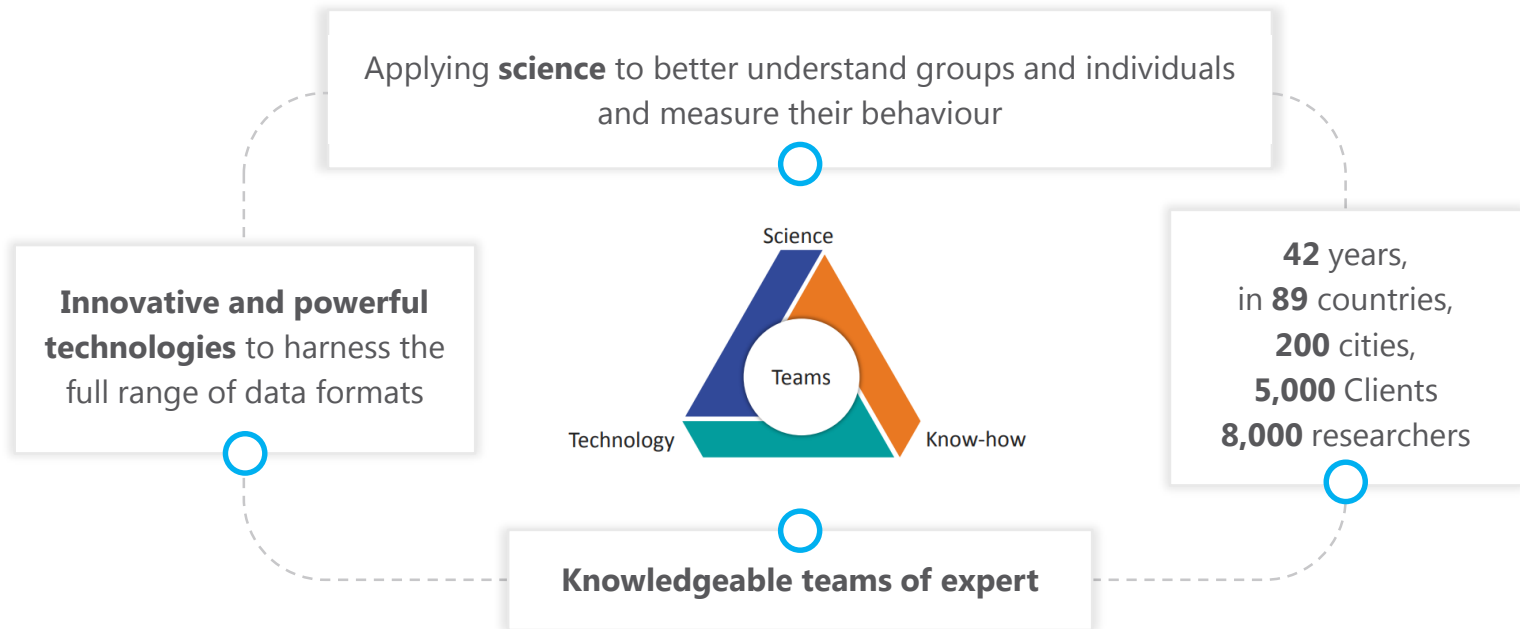 Applying science to better understand groups and individuals
and measure their behaviour
Innovative and powerful
technologies to harness the
full range of data formats
Science
Teams
Technology
Know-how
42 years,
in 89 countries,
200 cities,
5,000 Clients
8,000 researchers
Knowledgeable teams of expert